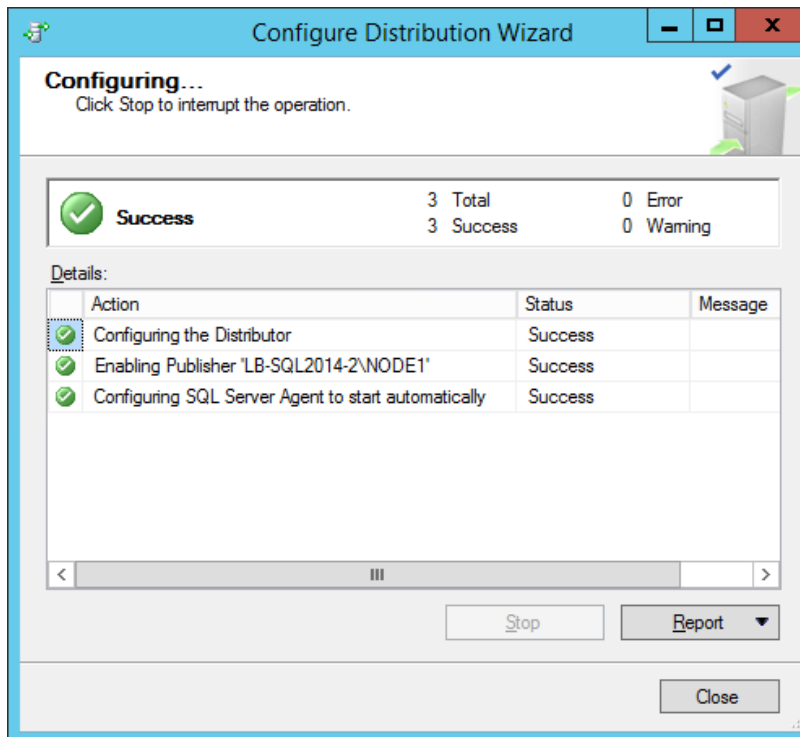 Configure Distribution Wizard
Configuring...
Click Stop to interrupt the operation.
Success 3 Total 0 Error
3 Success 0 Warning
Details:
Action Status Message
Configuring the Distributor Success
Enabling Publisher 'LB-SQL2014-2\NODE1' Success
Configuring SQL Server Agent to start automatically Success
Stop Report
Close